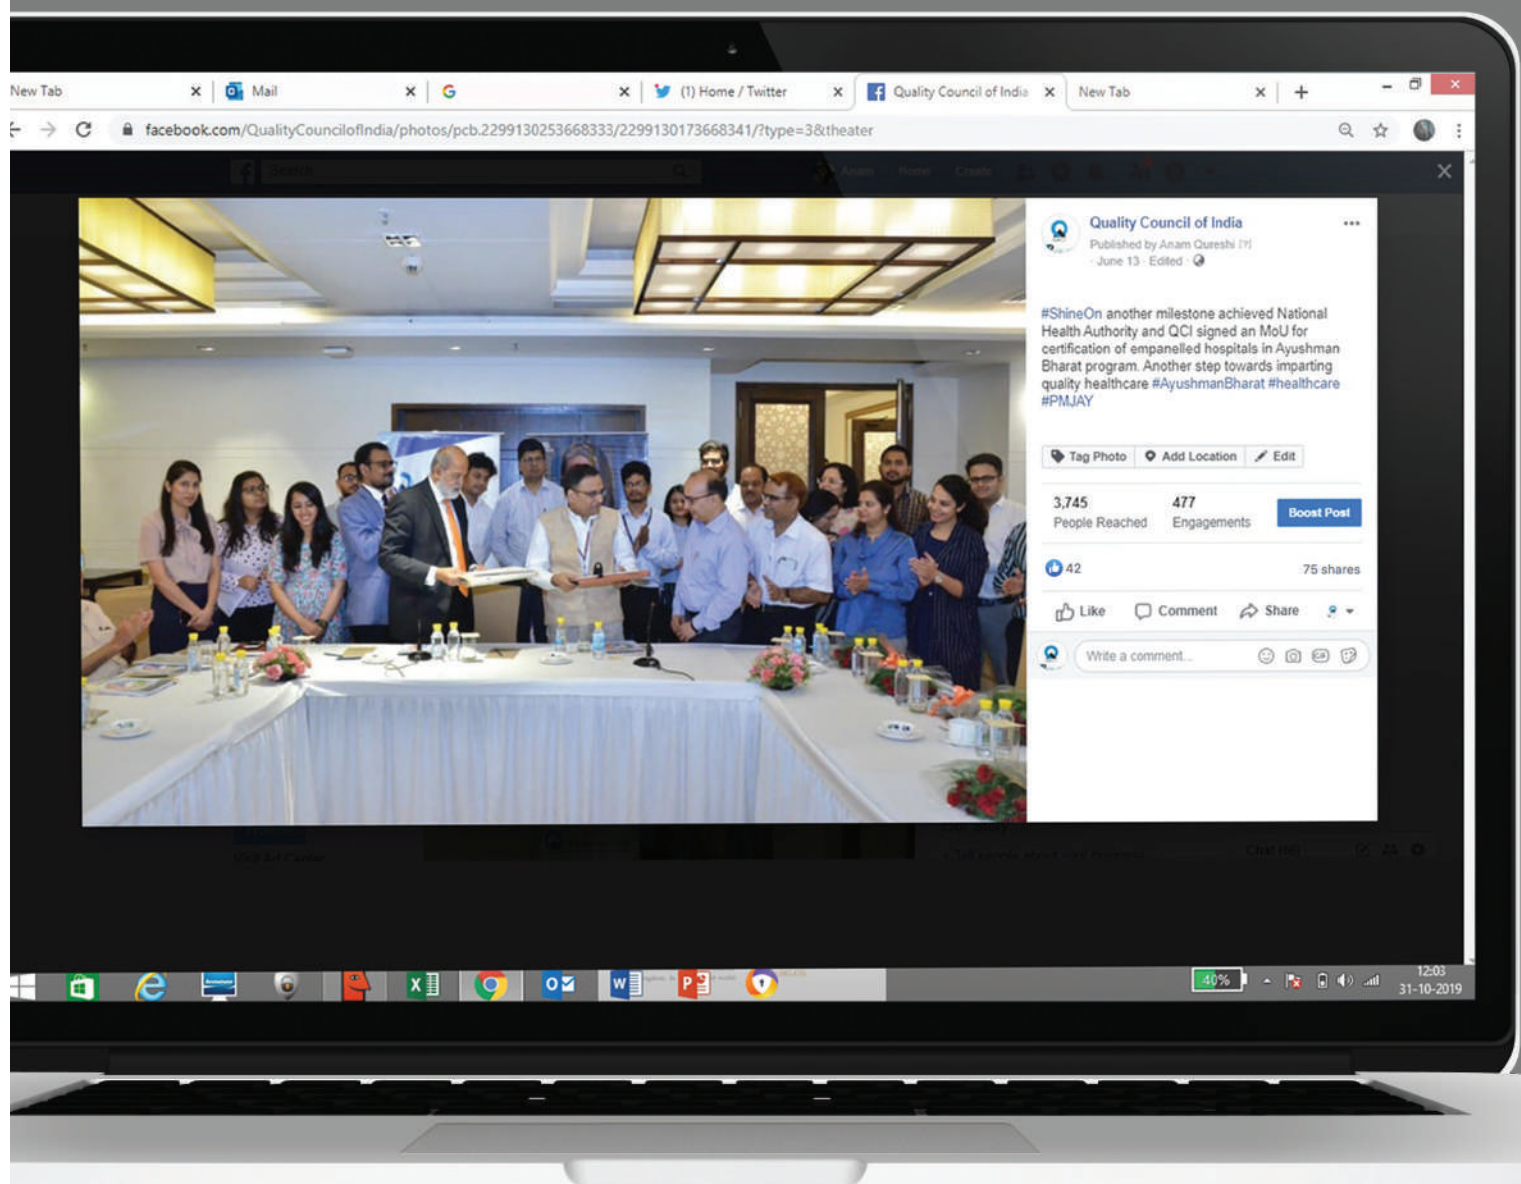 New Tab
Mail
(1) Home / Twitter
Quality Council of India
New Tab
facebook.com/QualityCouncilofIndia/photos/pcb.2299130253668333/2299130173668341/?type=3&theater
Search
Anam Home Create
Quality Council of India
Published by Anam Qureshi [?]
· June 13 · Edited ·
#ShineOn another milestone achieved National
Health Authority and QCI signed an MoU for
certification of empanelled hospitals in Ayushman
Bharat program. Another step towards imparting
quality healthcare #AyushmanBharat #healthcare
#PMJAY
Tag Photo Add Location Edit
3,745 477
People Reached Engagements
Boost Post
42 75 shares
Like Comment Share
Write a comment...
40%
12:03
31-10-2019